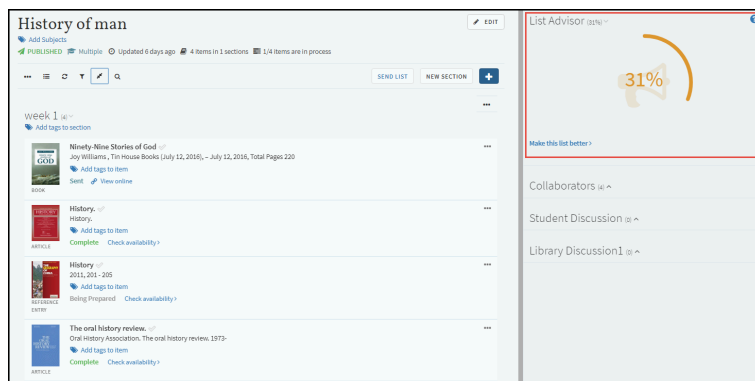 History of man
EDIT
Add Subjects
PUBLISHED Multiple Updated 6 days ago 4 items in 1 sections 1/4 items are in process
SEND LIST NEW SECTION +
week 1 (4)
Add tags to section
Ninety-Nine Stories of God
Joy Williams , Tin House Books (July 12, 2016), – July 12, 2016, Total Pages 220
Add tags to item
Sent View online
GOD
BOOK
History.
History.
Add tags to item
Complete Check availability >
ARTICLE
History
2011, 201 - 205
Add tags to item
Being Prepared Check availability >
REFERENCE
ENTRY
The oral history review.
Oral History Association. The oral history review. 1973-
Add tags to item
Complete Check availability >
ARTICLE
List Advisor (31%)
31%
Make this list better >
Collaborators (4)
Student Discussion (0)
Library Discussion1 (0)